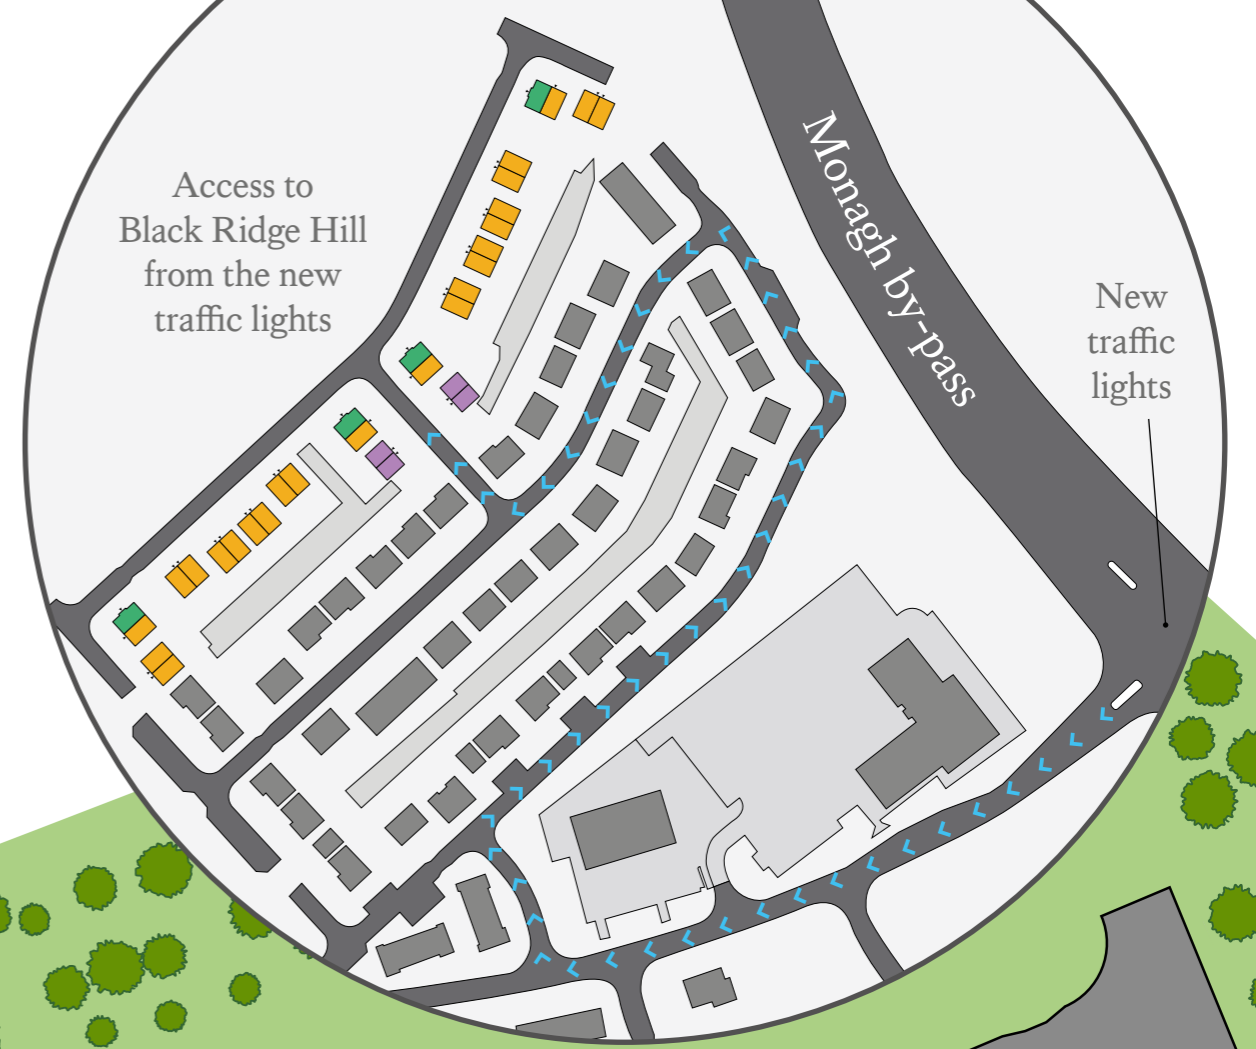 Access to
Black Ridge Hill
from the new
traffic lights
Monagh by-pass
New
traffic
lights